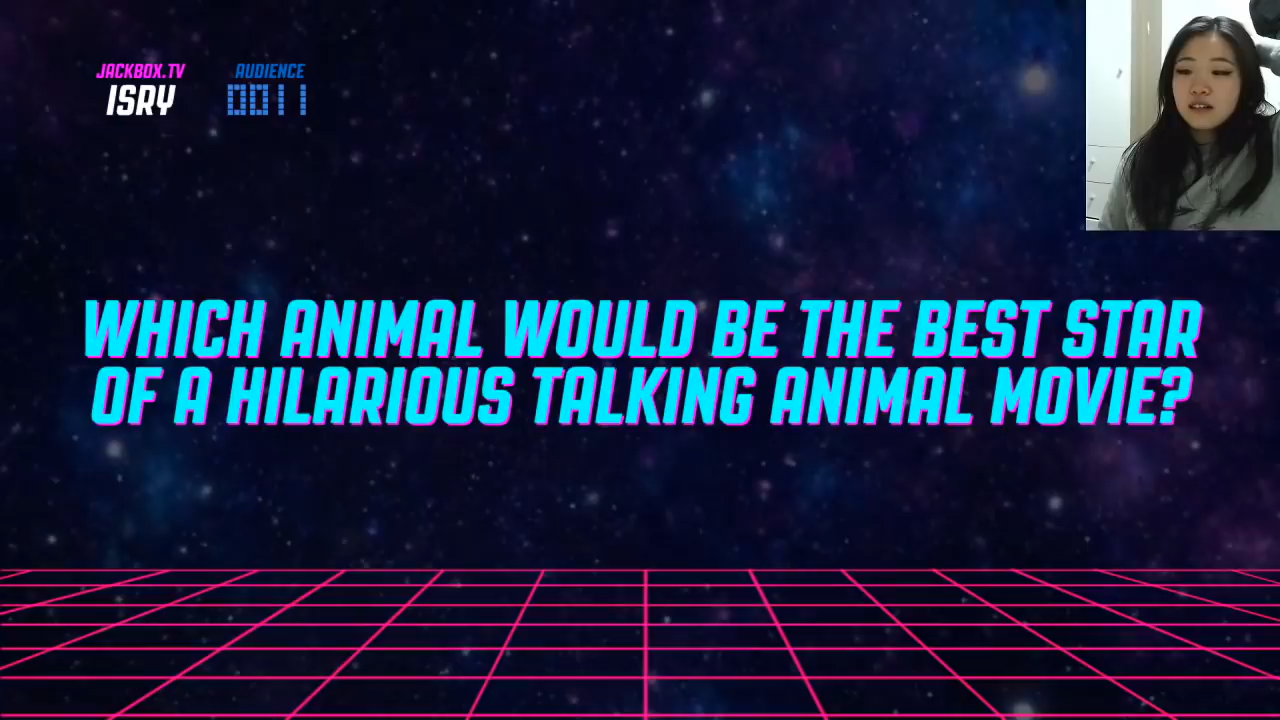 JACKBOX.TV
ISRY
AUDIENCE
0011
WHICH ANIMAL WOULD BE THE BEST STAR
OF A HILARIOUS TALKING ANIMAL MOVIE?